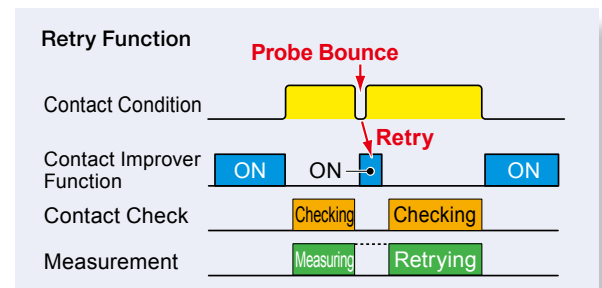 Retry Function
Probe Bounce
Contact Condition
Retry
Contact Improver
Function
ON
ON
ON
Contact Check
Checking
Checking
Measurement
Measuring
Retrying